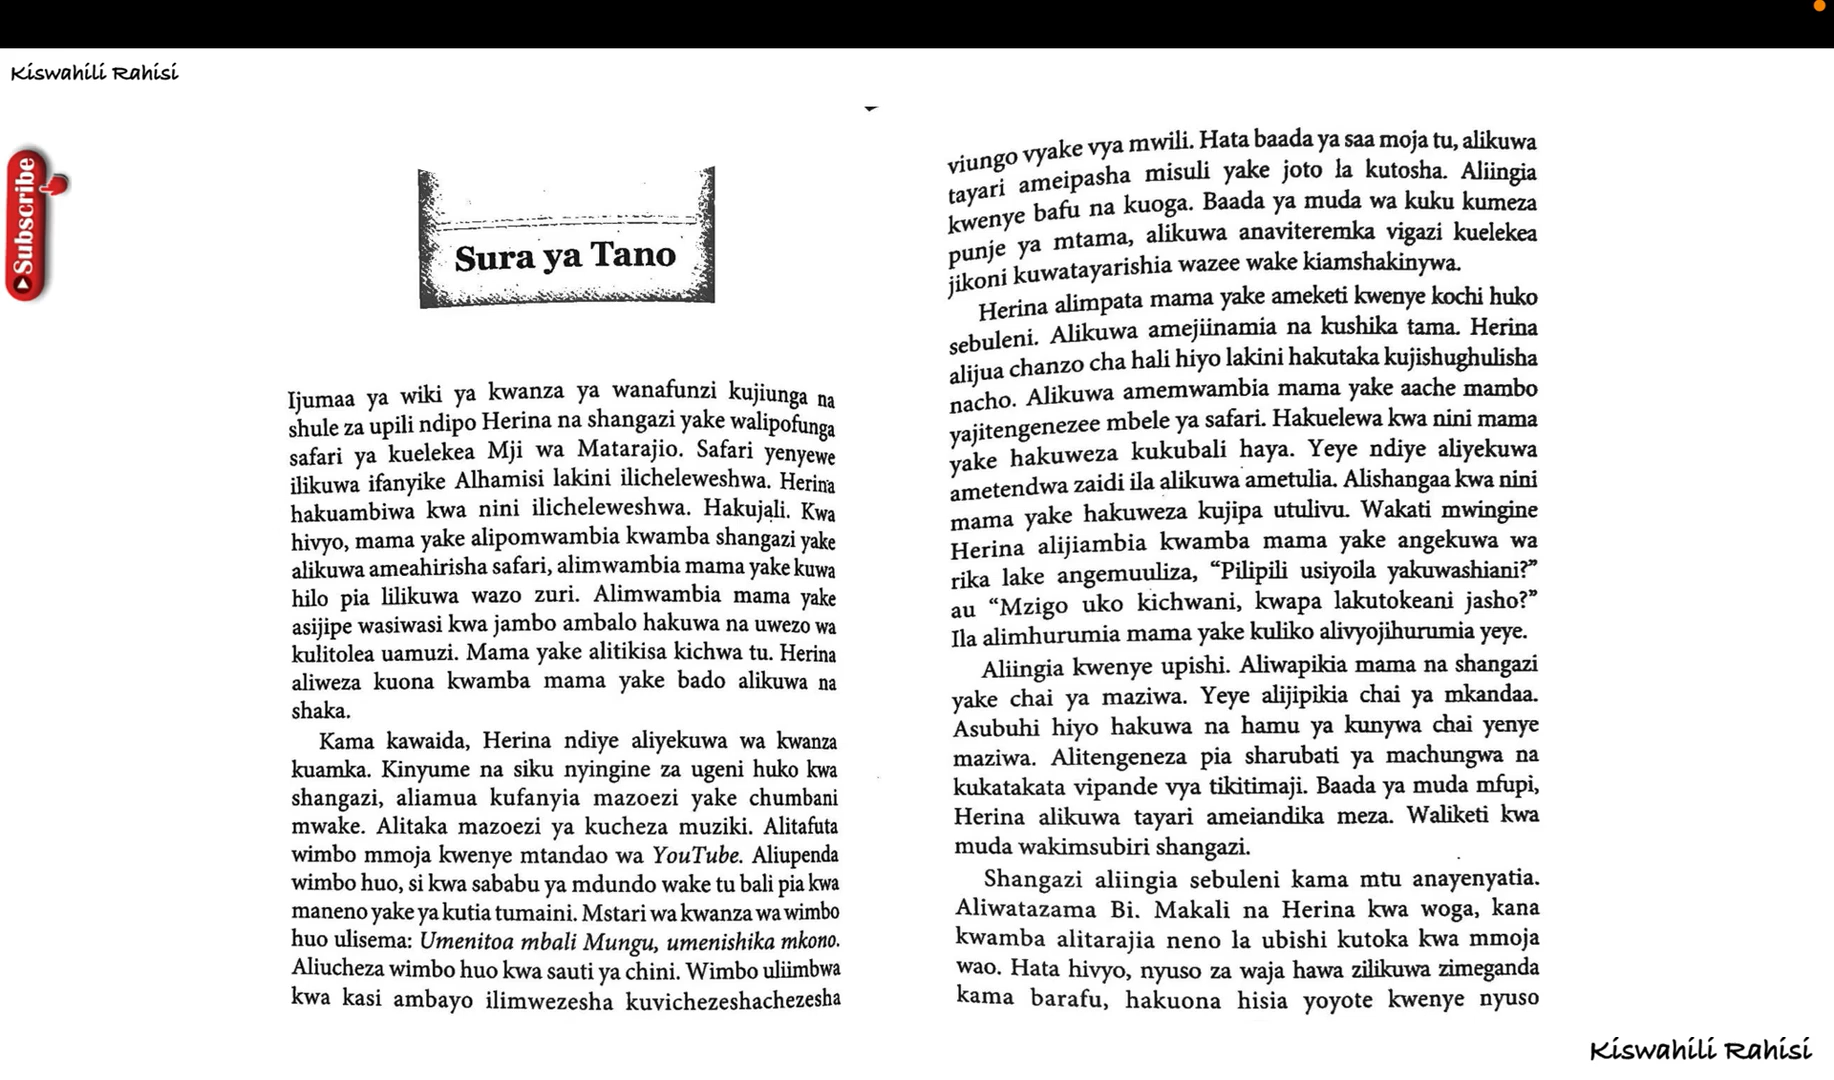 Kiswahili Rahisi
Subscribe
Sura ya Tano
Ijumaa ya wiki ya kwanza ya wanafunzi kujiunga na
shule za upili ndipo Herina na shangazi yake walipofunga
safari ya kuelekea Mji wa Matarajio. Safari yenyewe
ilikuwa ifanyike Alhamisi lakini ilicheleweshwa. Herina
hakuambiwa kwa nini ilicheleweshwa. Hakujali. Kwa
hivyo, mama yake alipomwambia kwamba shangazi yake
alikuwa ameahirisha safari, alimwambia mama yake kuwa
hilo pia lilikuwa wazo zuri. Alimwambia mama yake
asijipe wasiwasi kwa jambo ambalo hakuwa na uwezo wa
kulitolea uamuzi. Mama yake alitikisa kichwa tu. Herina
aliweza kuona kwamba mama yake bado alikuwa na
shaka.
Kama kawaida, Herina ndiye aliyekuwa wa kwanza
kuamka. Kinyume na siku nyingine za ugeni huko kwa
shangazi, aliamua kufanyia mazoezi yake chumbani
mwake. Alitaka mazoezi ya kucheza muziki. Alitafuta
wimbo mmoja kwenye mtandao wa YouTube. Aliupenda
wimbo huo, si kwa sababu ya mdundo wake tu bali pia kwa
maneno yake ya kutia tumaini. Mstari wa kwanza wa wimbo
huo ulisema: Umenitoa mbali Mungu, umenishika mkono.
Aliucheza wimbo huo kwa sauti ya chini. Wimbo uliimbwa
kwa kasi ambayo ilimwezesha kuvichezeshachezesha
viungo vyake vya mwili. Hata baada ya saa moja tu, alikuwa
tayari ameipasha misuli yake joto la kutosha. Aliingia
kwenye bafu na kuoga. Baada ya muda wa kuku kumeza
punje ya mtama, alikuwa anaviteremka vigazi kuelekea
jikoni kuwatayarishia wazee wake kiamshakinywa.
Herina alimpata mama yake ameketi kwenye kochi huko
sebuleni. Alikuwa amejiinamia na kushika tama. Herina
alijua chanzo cha hali hiyo lakini hakutaka kujishughulisha
nacho. Alikuwa amemwambia mama yake aache mambo
yajitengenezee mbele ya safari. Hakuelewa kwa nini mama
yake hakuweza kukubali haya. Yeye ndiye aliyekuwa
ametendwa zaidi ila alikuwa ametulia. Alishangaa kwa nini
mama yake hakuweza kujipa utulivu. Wakati mwingine
Herina alijiambia kwamba mama yake angekuwa wa
rika lake angemuuliza, “Pilipili usiyoila yakuwashiani?”
au “Mzigo uko kichwani, kwapa lakutokeani jasho?”
Ila alimhurumia mama yake kuliko alivyojihurumia yeye.
Aliingia kwenye upishi. Aliwapikia mama na shangazi
yake chai ya maziwa. Yeye alijipikia chai ya mkandaa.
Asubuhi hiyo hakuwa na hamu ya kunywa chai yenye
maziwa. Alitengeneza pia sharubati ya machungwa na
kukatakata vipande vya tikitimaji. Baada ya muda mfupi,
Herina alikuwa tayari ameiandika meza. Waliketi kwa
muda wakimsubiri shangazi.
Shangazi aliingia sebuleni kama mtu anayenyatia.
Aliwatazama Bi. Makali na Herina kwa woga, kana
kwamba alitarajia neno la ubishi kutoka kwa mmoja
wao. Hata hivyo, nyuso za waja hawa zilikuwa zimeganda
kama barafu, hakuona hisia yoyote kwenye nyuso
Kiswahili Rahisi